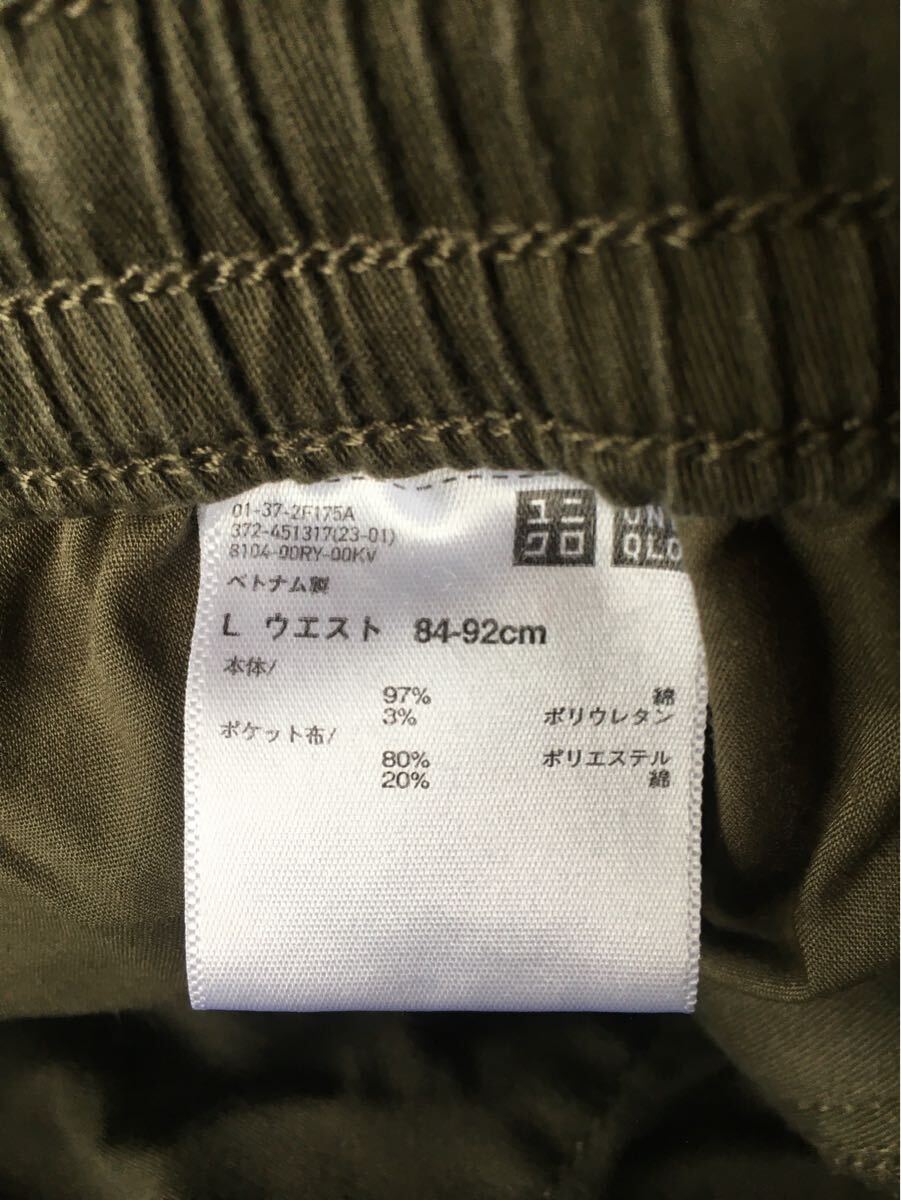 01-37-2F175A
372-451317(23-01)
8104-00RY-00KV
ユニ
クロ
UNI
QLO
ベトナム製
L ウエスト 84-92cm
本体/
97% 綿
3% ポリウレタン
ポケット布/
80% ポリエステル
20% 綿